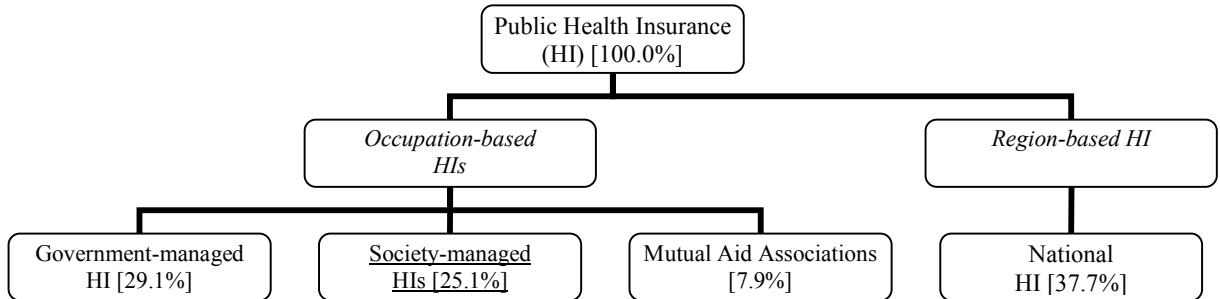 Public Health Insurance
(HI) [100.0%]
Occupation-based
HIs
Region-based HI
Government-managed
HI [29.1%]
Society-managed
HIs [25.1%]
Mutual Aid Associations
[7.9%]
National
HI [37.7%]